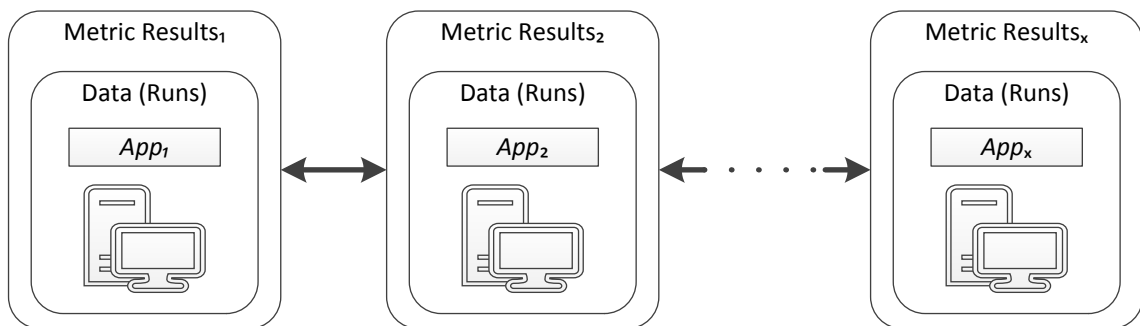 Metric Results₁
Data (Runs)
App₁
Metric Results₂
Data (Runs)
App₂
Metric Resultsₓ
Data (Runs)
Appₓ